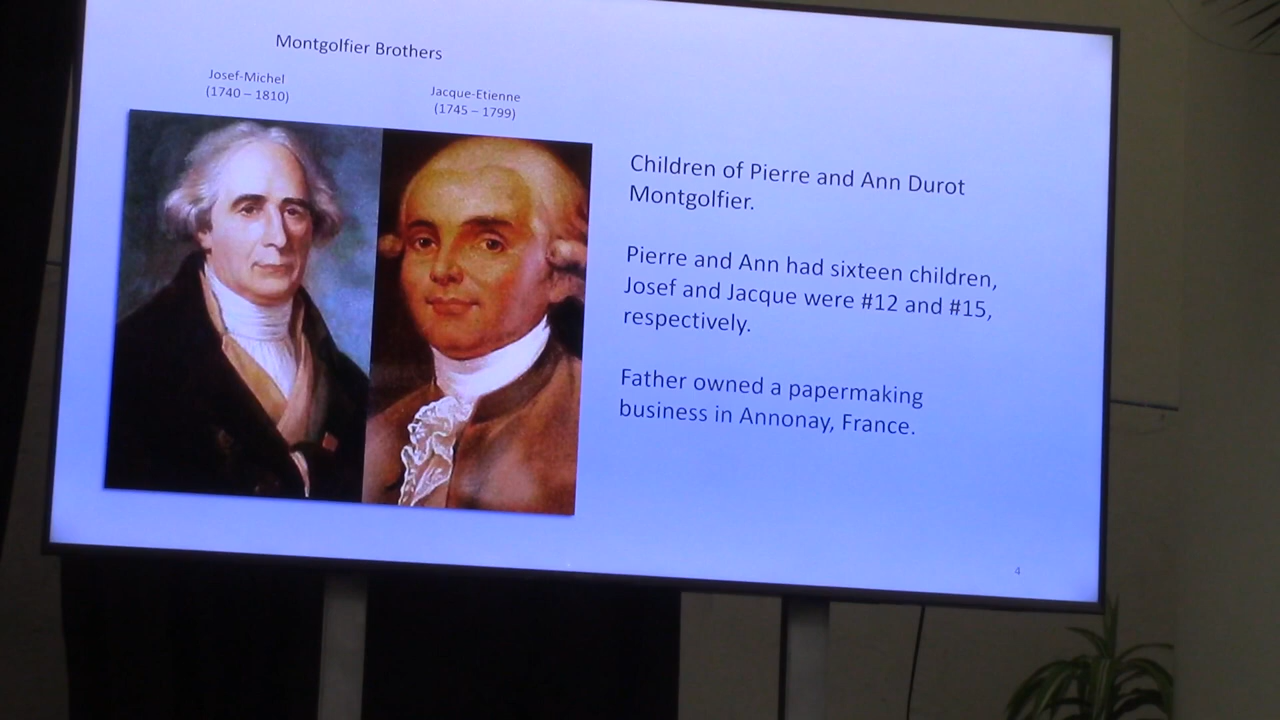 Montgolfier Brothers
Josef-Michel
(1740 – 1810)
Jacque-Etienne
(1745 – 1799)
Children of Pierre and Ann Durot
Montgolfier.
Pierre and Ann had sixteen children,
Josef and Jacque were #12 and #15,
respectively.
Father owned a papermaking
business in Annonay, France.
4